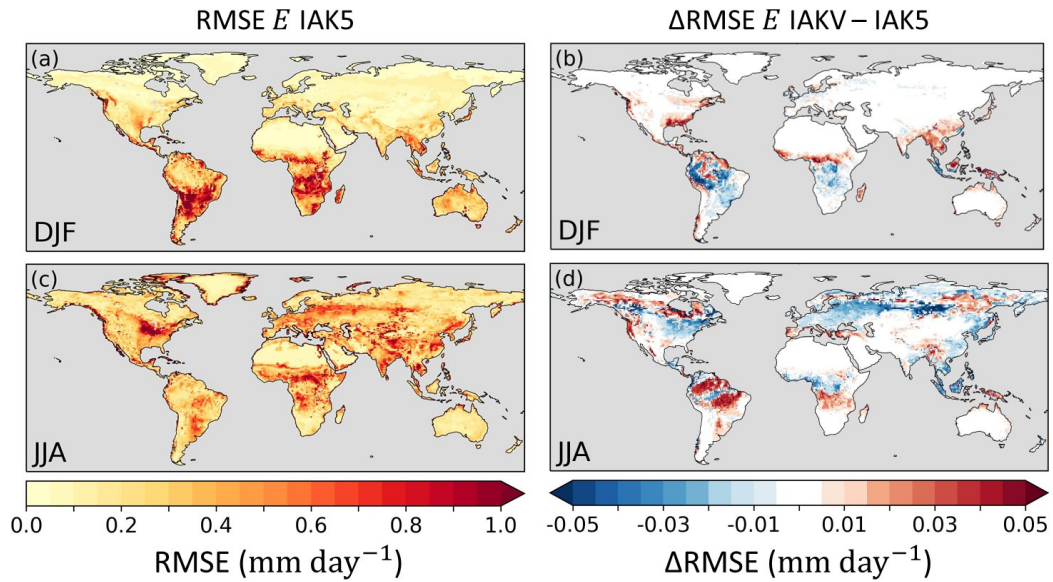 RMSE E IAK5
ΔRMSE E IAKV – IAK5
(a)
DJF
(b)
DJF
(c)
JJA
(d)
JJA
0.0 0.2 0.4 0.6 0.8 1.0
RMSE (mm day⁻¹)
-0.05 -0.03 -0.01 0.01 0.03 0.05
ΔRMSE (mm day⁻¹)